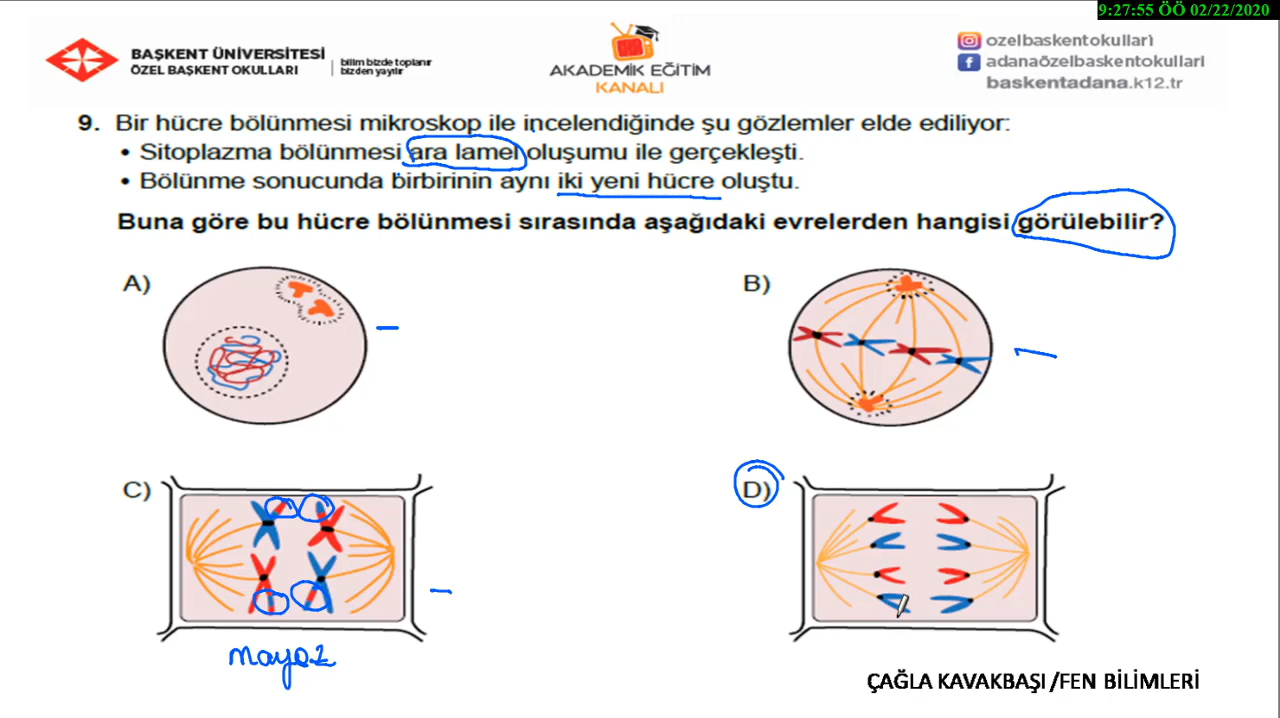 9:27:55 ÖÖ 02/22/2020
BAŞKENT ÜNİVERSİTESİ
ÖZEL BAŞKENT OKULLARI
bilim bizde toplanır
bizden yayılır
AKADEMİK EĞİTİM
KANALI
ozelbaskentokullari
adanaözelbaskentokullari
baskentadana.k12.tr
9. Bir hücre bölünmesi mikroskop ile incelendiğinde şu gözlemler elde ediliyor:
• Sitoplazma bölünmesi ara lamel oluşumu ile gerçekleşti.
• Bölünme sonucunda birbirinin aynı iki yeni hücre oluştu.
Buna göre bu hücre bölünmesi sırasında aşağıdaki evrelerden hangisi görülebilir?
A)
B)
C)
D)
mayoz
ÇAĞLA KAVAKBAŞI /FEN BİLİMLERİ